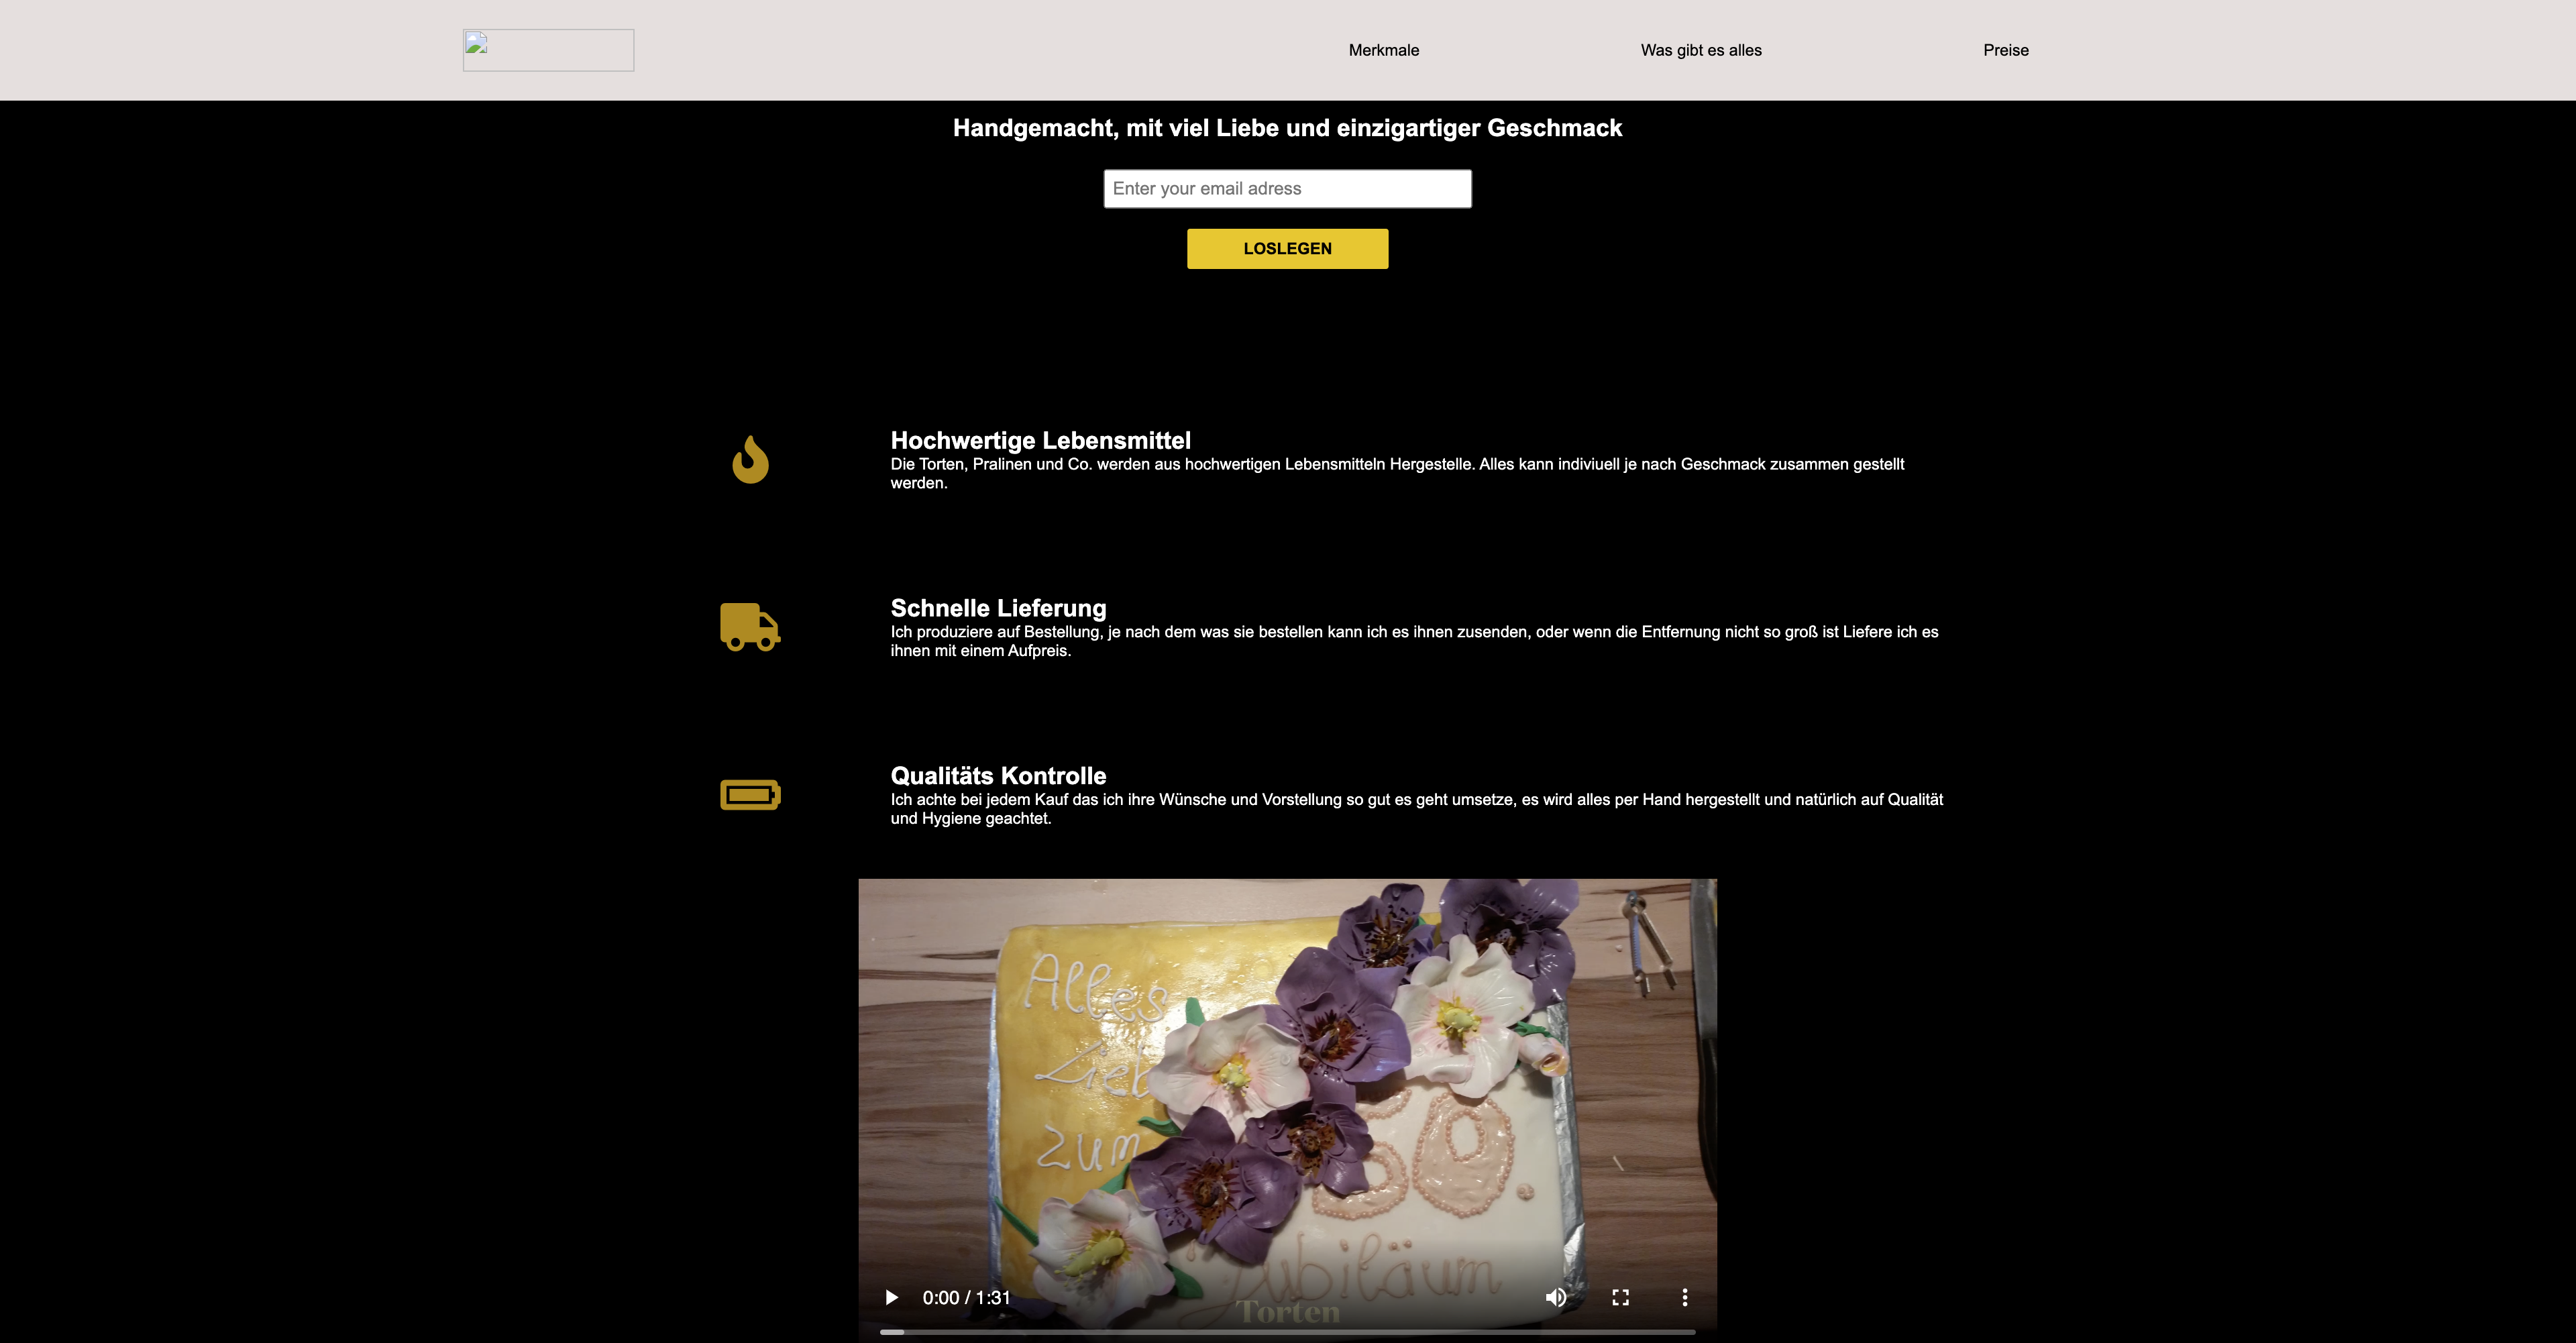 Merkmale
Was gibt es alles
Preise
Handgemacht, mit viel Liebe und einzigartiger Geschmack
Enter your email adress
LOSLEGEN
Hochwertige Lebensmittel
Die Torten, Pralinen und Co. werden aus hochwertigen Lebensmitteln Hergestelle. Alles kann indiviuell je nach Geschmack zusammen gestellt
werden.
Schnelle Lieferung
Ich produziere auf Bestellung, je nach dem was sie bestellen kann ich es ihnen zusenden, oder wenn die Entfernung nicht so groß ist Liefere ich es
ihnen mit einem Aufpreis.
Qualitäts Kontrolle
Ich achte bei jedem Kauf das ich ihre Wünsche und Vorstellung so gut es geht umsetze, es wird alles per Hand hergestellt und natürlich auf Qualität
und Hygiene geachtet.
Alles
Lieb
zum
0.
Jubiläum
Torten
0:00 / 1:31